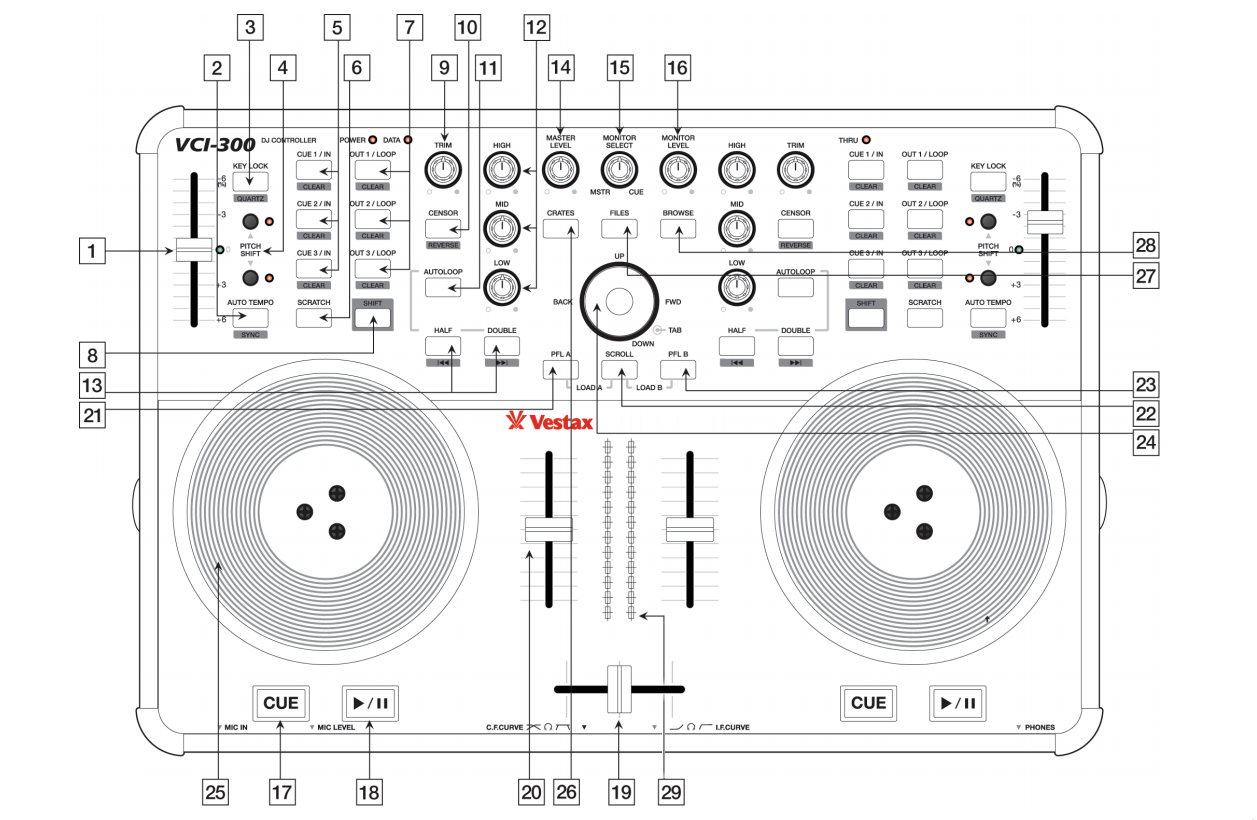 3 5 7 10 12
2 4 6 9 11 14 15 16
VCI-300 DJ CONTROLLER POWER DATA THRU
TRIM HIGH MASTER LEVEL MONITOR SELECT MONITOR LEVEL HIGH TRIM
MSTR CUE
KEY LOCK CUE 1 / IN OUT 1 / LOOP
QUARTZ CLEAR CLEAR
CUE 2 / IN OUT 2 / LOOP CENSOR MID CRATES FILES BROWSE MID CENSOR
CLEAR CLEAR REVERSE REVERSE
-6
(%)
-3
0
+3
+6
PITCH SHIFT CUE 3 / IN OUT 3 / LOOP
CLEAR CLEAR
AUTOLOOP LOW UP LOW AUTOLOOP
BACK FWD
TAB
DOWN
AUTO TEMPO SCRATCH SHIFT
SYNC
HALF DOUBLE HALF DOUBLE
PFL A SCROLL PFL B
LOAD A LOAD B
CUE 1 / IN OUT 1 / LOOP KEY LOCK
CLEAR CLEAR QUARTZ
CUE 2 / IN OUT 2 / LOOP
CLEAR CLEAR
CUE 3 / IN OUT 3 / LOOP PITCH SHIFT
CLEAR CLEAR
SHIFT SCRATCH AUTO TEMPO
SYNC
-6
(%)
-3
0
+3
+6
1
8
13
21
28
27
23
22
24
Vestax
CUE CUE
MIC IN MIC LEVEL C.F.CURVE I.F.CURVE PHONES
25 17 18 20 26 19 29